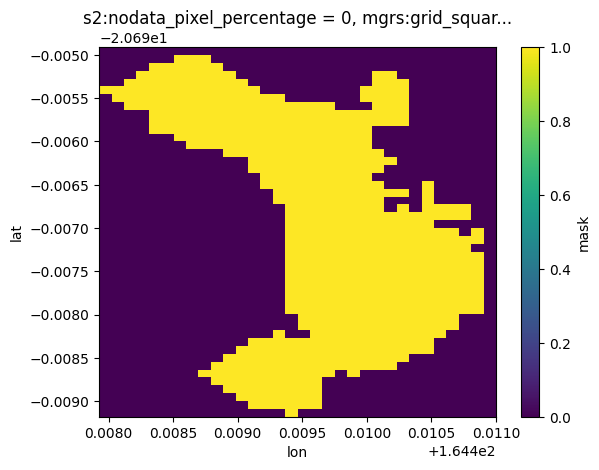 s2:nodata_pixel_percentage = 0, mgrs:grid_squar...
−2.069e1
−0.0050
−0.0055
−0.0060
−0.0065
−0.0070
−0.0075
−0.0080
−0.0085
−0.0090
lat
0.0080 0.0085 0.0090 0.0095 0.0100 0.0105 0.0110
lon
+1.644e2
1.0
0.8
0.6
0.4
0.2
0.0
mask